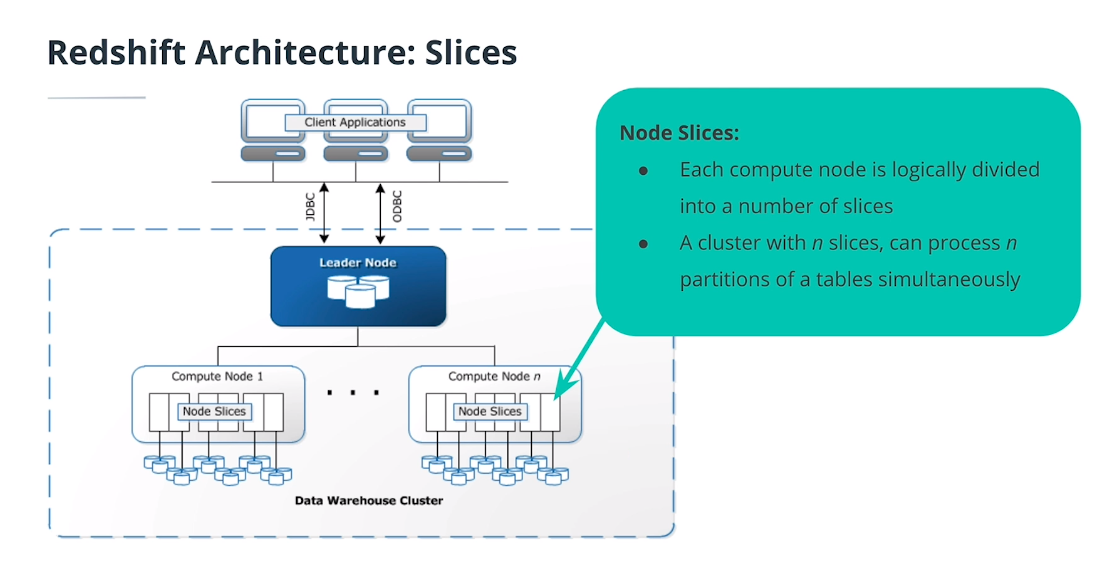 Redshift Architecture: Slices
Client Applications
JDBC
ODBC
Leader Node
Compute Node 1
Node Slices
. . .
Compute Node n
Node Slices
Data Warehouse Cluster
Node Slices:
● Each compute node is logically divided
into a number of slices
● A cluster with n slices, can process n
partitions of a tables simultaneously